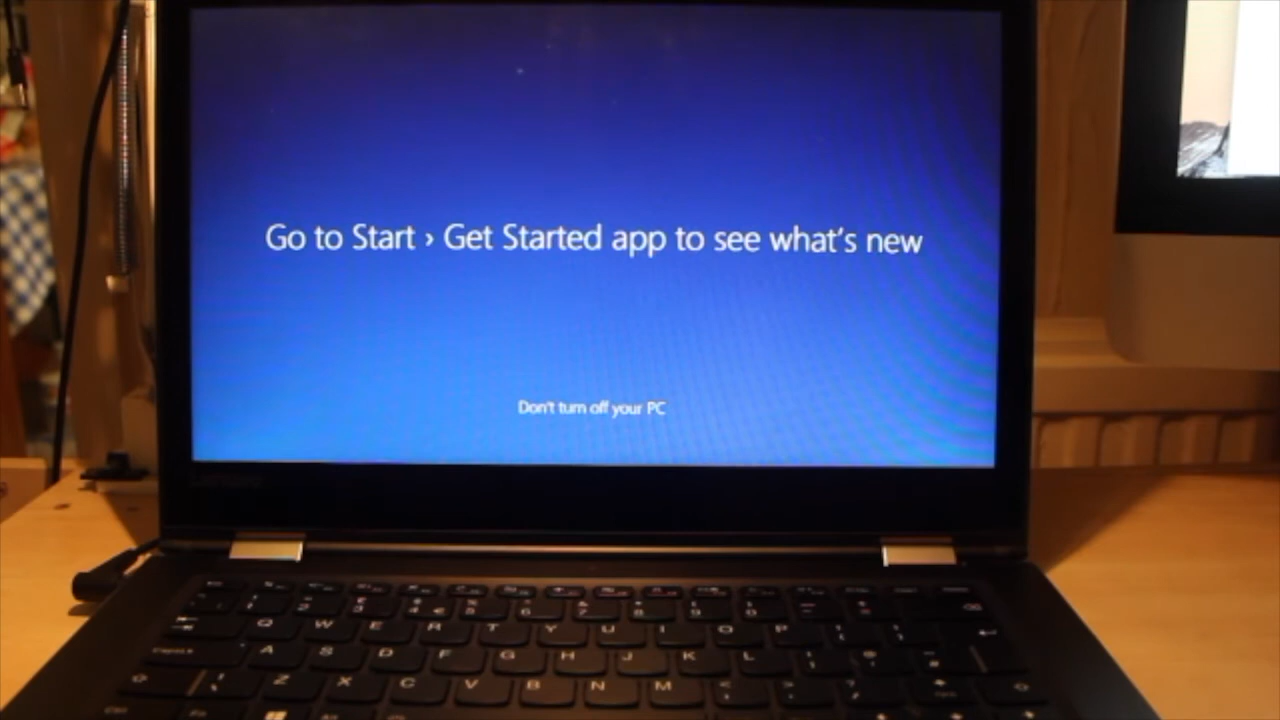 Go to Start › Get Started app to see what's new
Don't turn off your PC
Q W E R T Y U I O P
A S D F G H J K L
Z X C V B N M